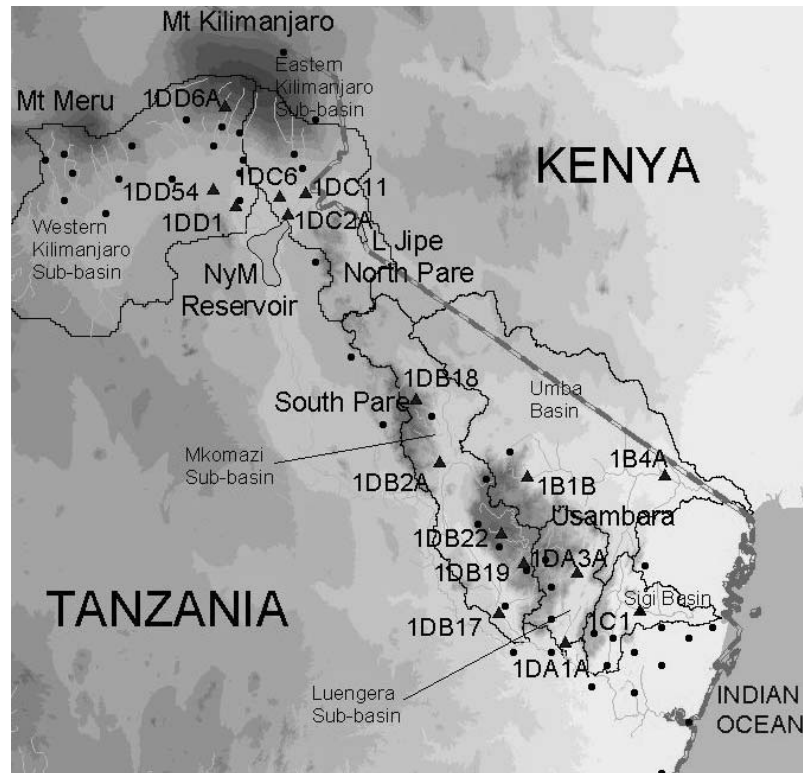 Mt Kilimanjaro
Eastern
Kilimanjaro
Sub-basin
Mt Meru
1DD6A
KENYA
1DD54
1DC6
1DC11
1DD1
1DC2A
Western
Kilimanjaro
Sub-basin
L Jipe
NyM
Reservoir
North Pare
1DB18
Umba
Basin
South Pare
Mkomazi
Sub-basin
1DB2A
1B1B
1B4A
Usambara
1DB22
1DA3A
1DB19
TANZANIA
Sigi Basin
1DB17
1C1
1DA1A
Luengera
Sub-basin
INDIAN
OCEAN